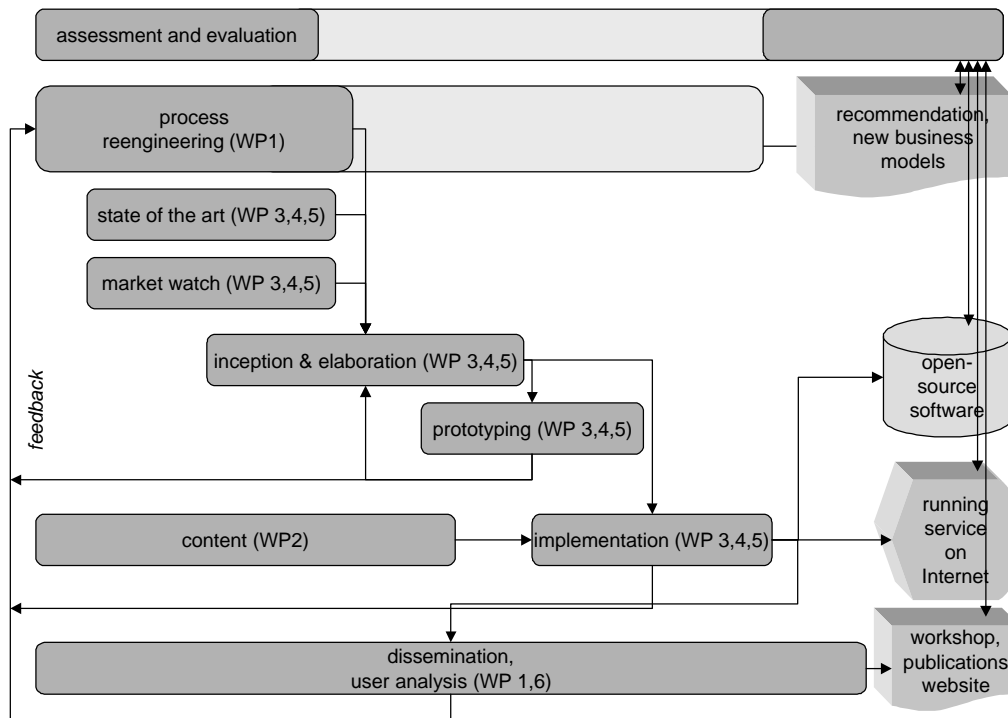 assessment and evaluation
process
reengineering (WP1)
recommendation,
new business
models
state of the art (WP 3,4,5)
market watch (WP 3,4,5)
inception & elaboration (WP 3,4,5)
open-
source
software
feedback
prototyping (WP 3,4,5)
content (WP2)
implementation (WP 3,4,5)
running
service
on
Internet
dissemination,
user analysis (WP 1,6)
workshop,
publications
website